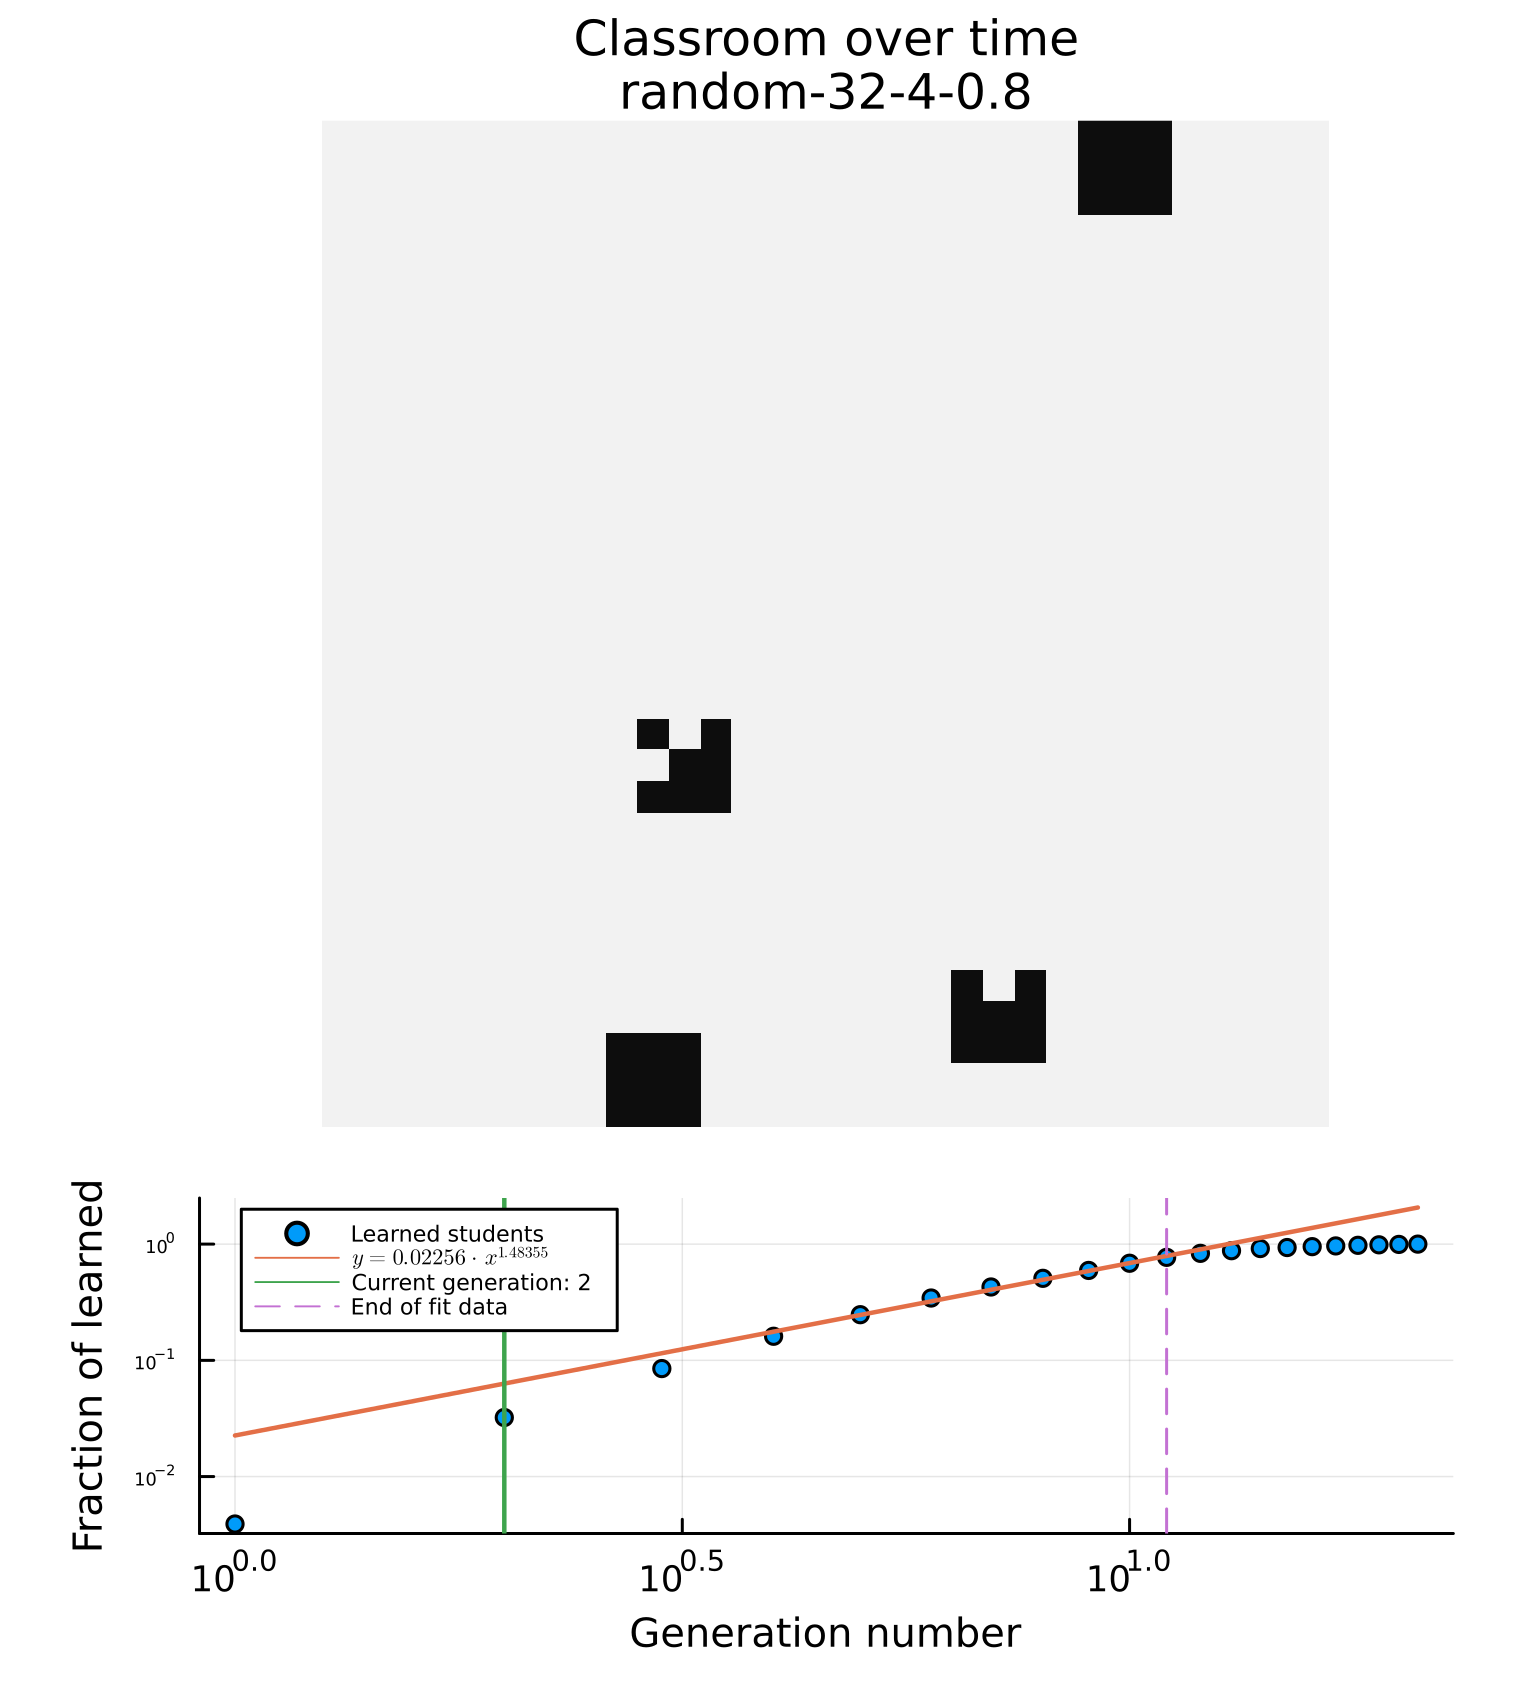 Classroom over time
random-32-4-0.8
Fraction of learned
10^0
10^-1
10^-2
Learned students
y = 0.02256 · x^1.48355
Current generation: 2
End of fit data
10^0.0
10^0.5
10^1.0
Generation number